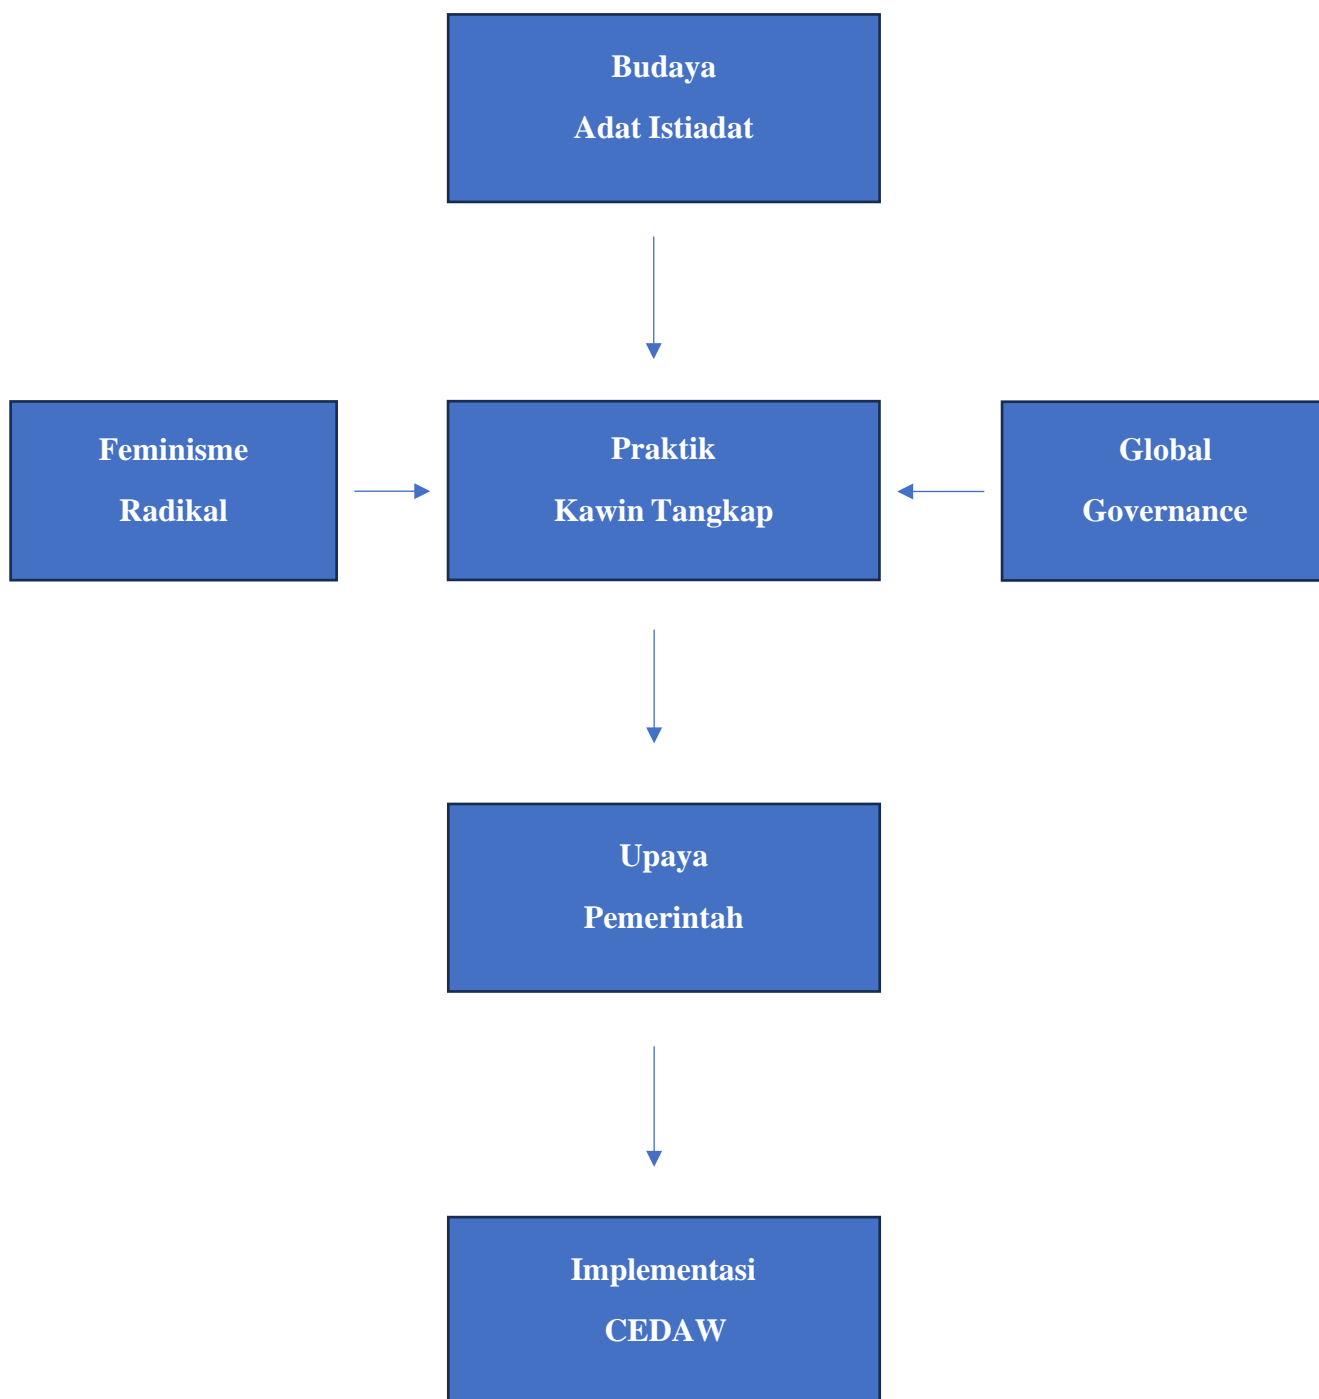 Budaya
Adat Istiadat
Feminisme
Radikal
Praktik
Kawin Tangkap
Global
Governance
Upaya
Pemerintah
Implementasi
CEDAW